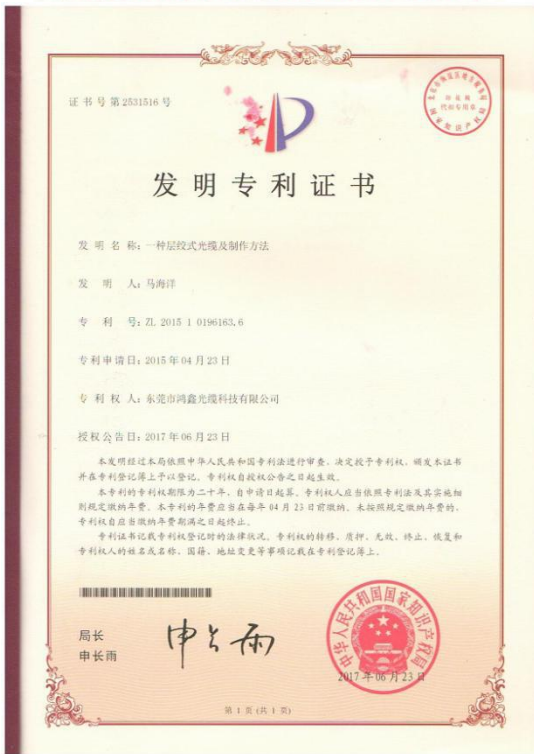 证书号第2531516号
发明专利证书
发明名称：一种层绞式光缆及制作方法
发明人：马海洋
专利号：ZL 2015 1 0196163.6
专利申请日：2015年04月23日
专利权人：东莞市鸿鑫光缆科技有限公司
授权公告日：2017年06月23日
本发明经过本局依照中华人民共和国专利法进行审查，决定授予专利权，颁发本证书
并在专利登记簿上予以登记。专利权自授权公告之日起生效。
本专利的专利权期限为二十年，自申请日起算。专利权人应当依照专利法及其实施细
则规定缴纳年费。本专利的年费应当在每年04月23日前缴纳。未按照规定缴纳年费的，
专利权自应当缴纳年费期满之日起终止。
专利证书记载专利权登记时的法律状况。专利权的转移、质押、无效、终止、恢复和
专利权人的姓名或名称、国籍、地址变更等事项记载在专利登记簿上。
局长
申长雨
申长雨
中华人民共和国国家知识产权局
2017年06月23日
第1页（共1页）